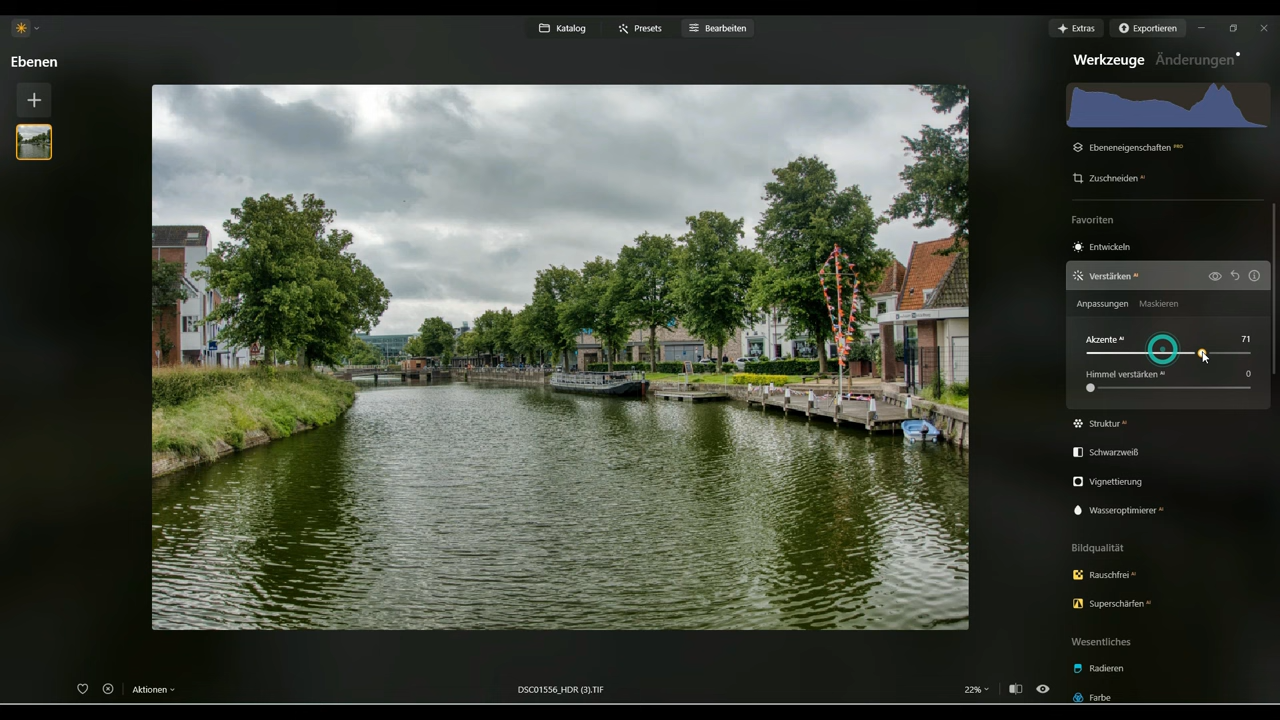 Katalog
Presets
Bearbeiten
Extras
Exportieren
Ebenen
Werkzeuge
Änderungen
Ebeneneigenschaften PRO
Zuschneiden AI
Favoriten
Entwickeln
Verstärken AI
Anpassungen
Maskieren
Akzente AI
71
Himmel verstärken AI
0
Struktur AI
Schwarzweiß
Vignettierung
Wasseroptimierer AI
Bildqualität
Rauschfrei AI
Superschärfen AI
Wesentliches
Radieren
Farbe
Aktionen
DSC01556_HDR (3).TIF
22%